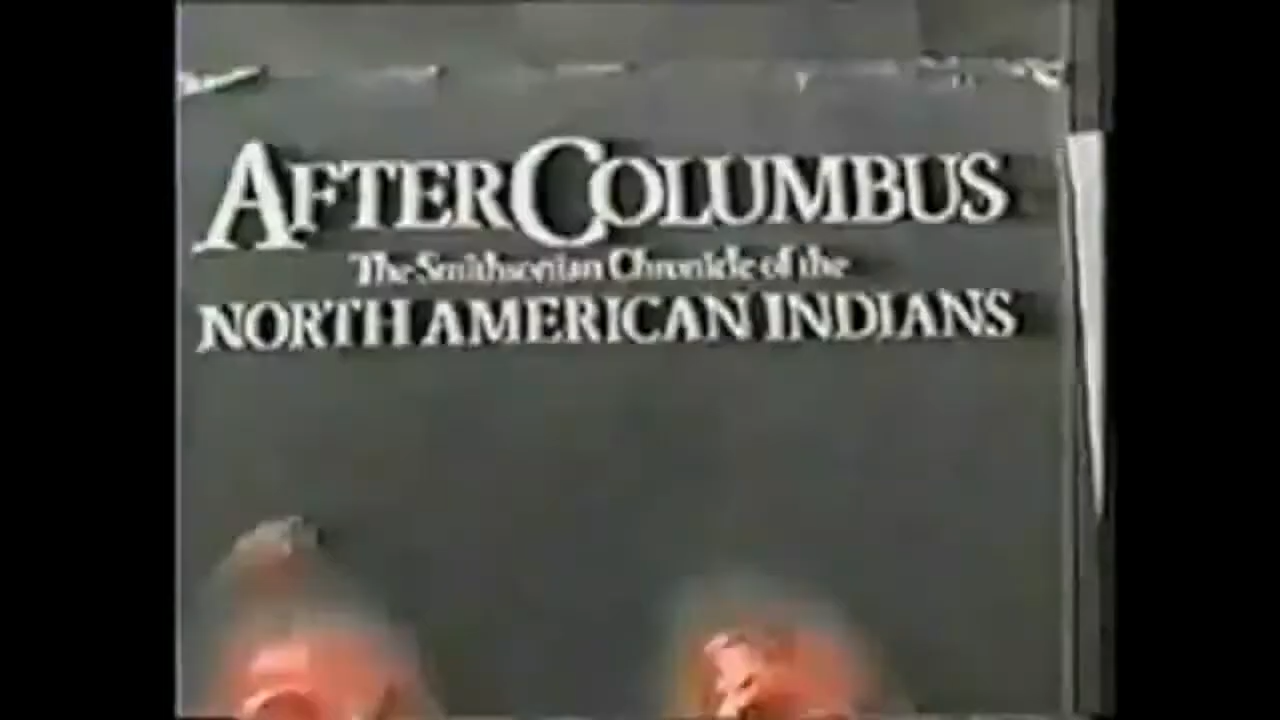 AFTER COLUMBUS
The Smithsonian Chronicle of the
NORTH AMERICAN INDIANS